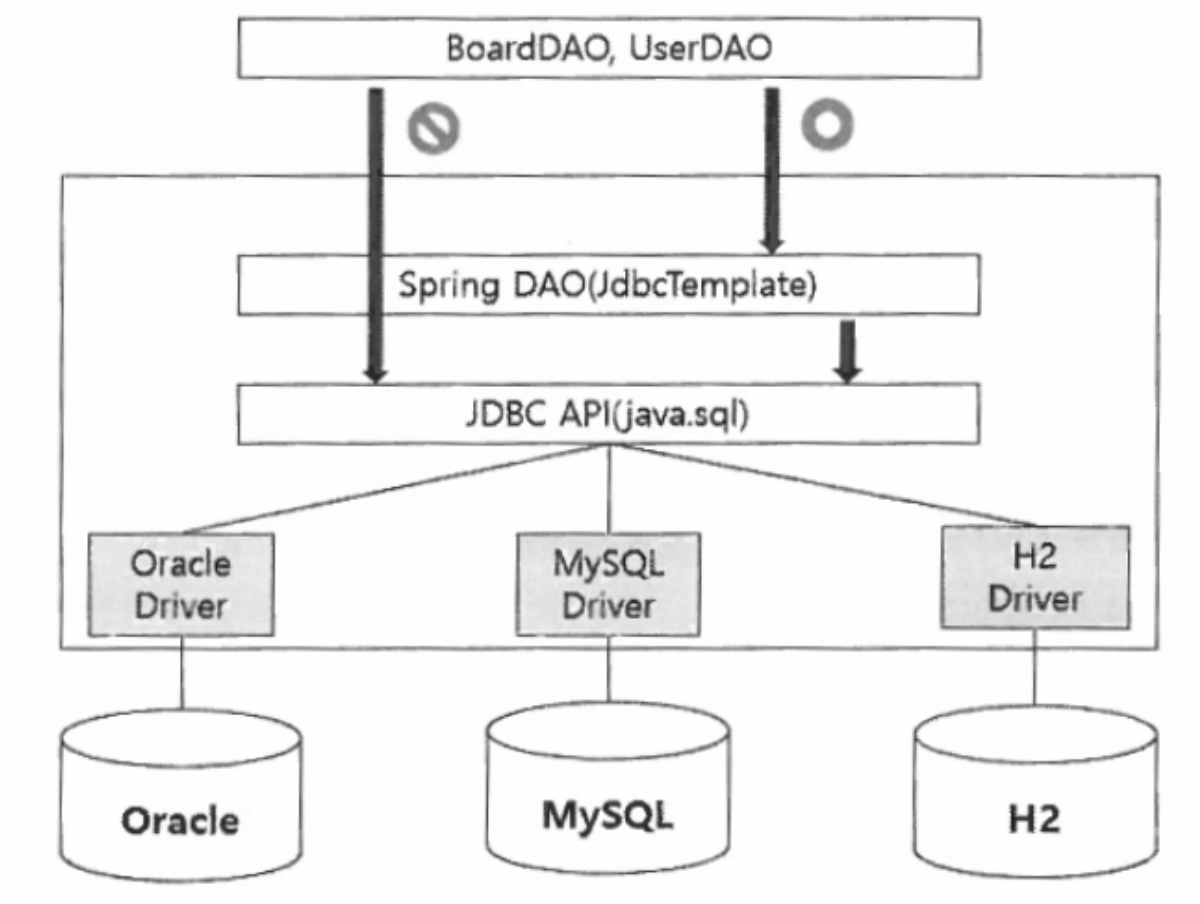 BoardDAO, UserDAO
Spring DAO(JdbcTemplate)
JDBC API(java.sql)
Oracle
Driver
MySQL
Driver
H2
Driver
Oracle
MySQL
H2